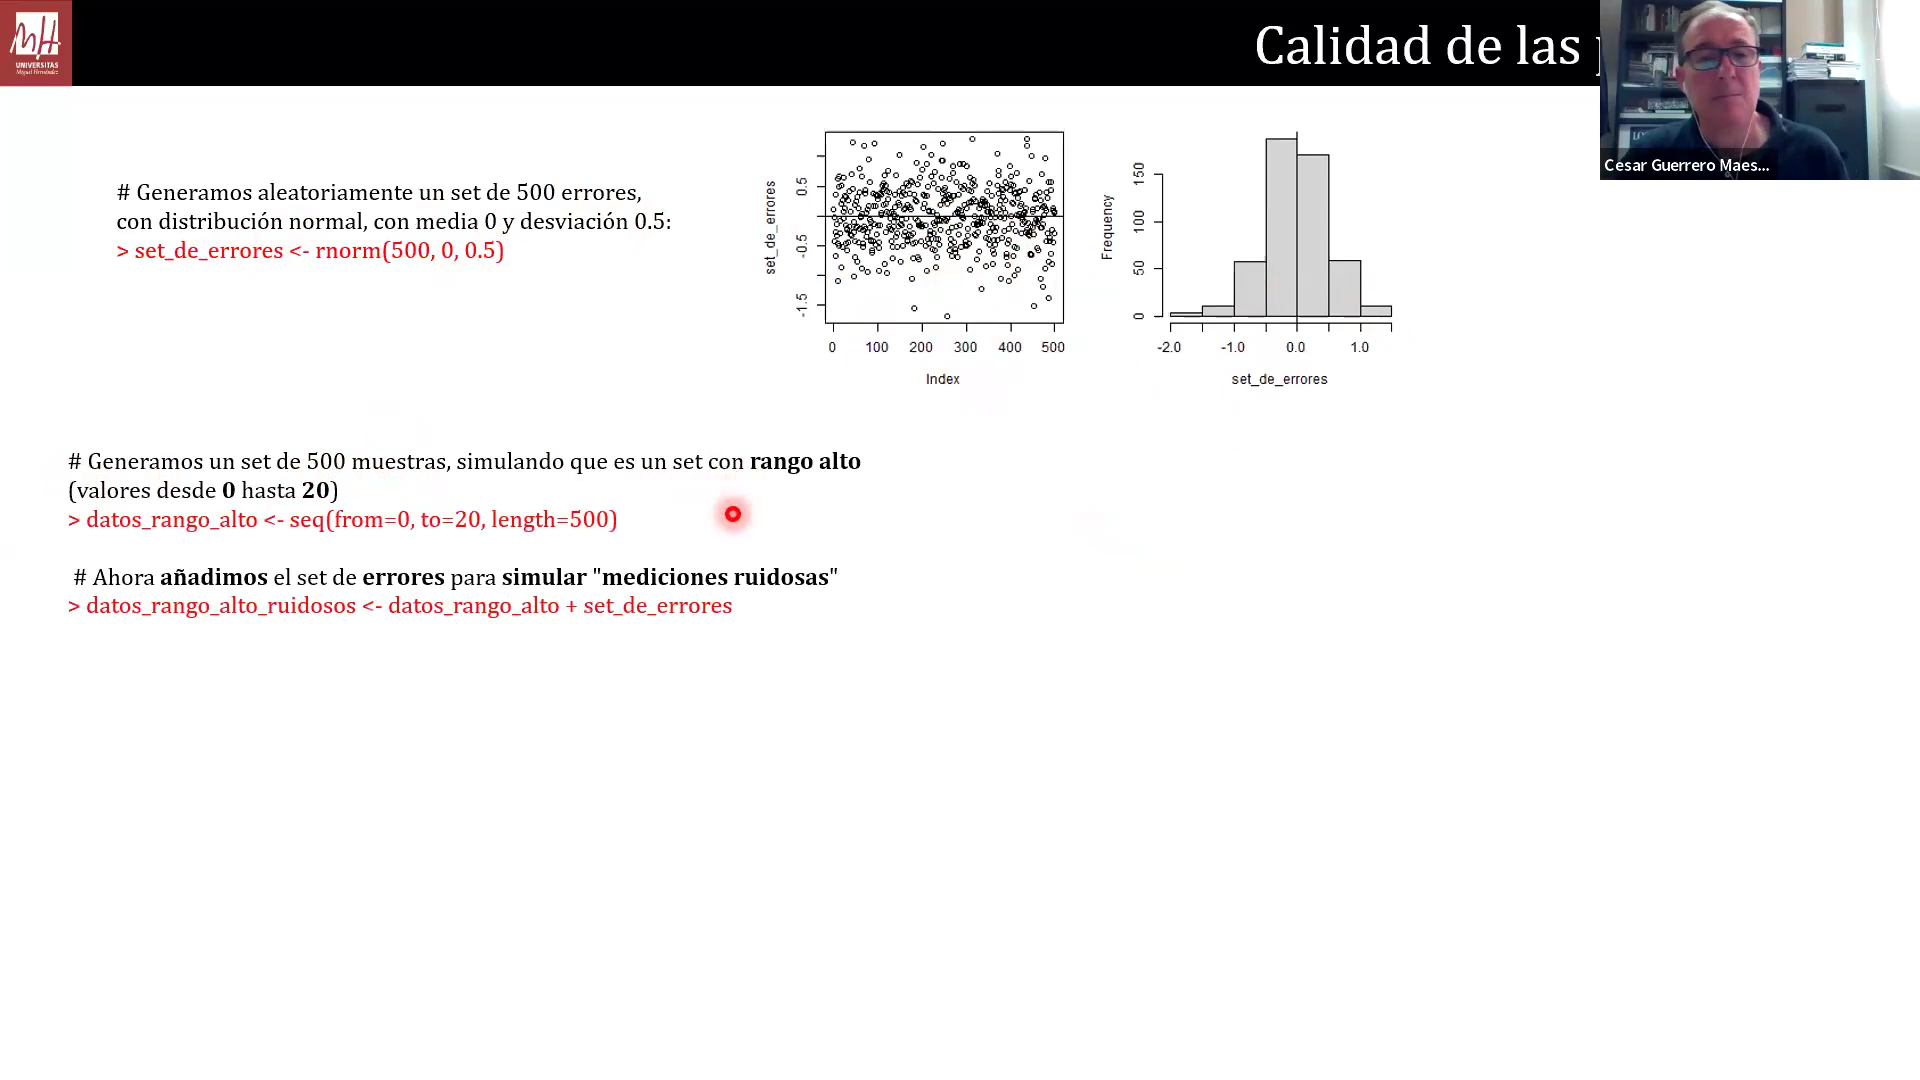 UNIVERSITAS
Miguel Hernández
Calidad de las
Cesar Guerrero Maes...
# Generamos aleatoriamente un set de 500 errores,
con distribución normal, con media 0 y desviación 0.5:
> set_de_errores <- rnorm(500, 0, 0.5)
set_de_errores
0.5
-0.5
-1.5
0 100 200 300 400 500
Index
Frequency
150
100
50
0
-2.0 -1.0 0.0 1.0
set_de_errores
# Generamos un set de 500 muestras, simulando que es un set con rango alto
(valores desde 0 hasta 20)
> datos_rango_alto <- seq(from=0, to=20, length=500)
# Ahora añadimos el set de errores para simular "mediciones ruidosas"
> datos_rango_alto_ruidosos <- datos_rango_alto + set_de_errores